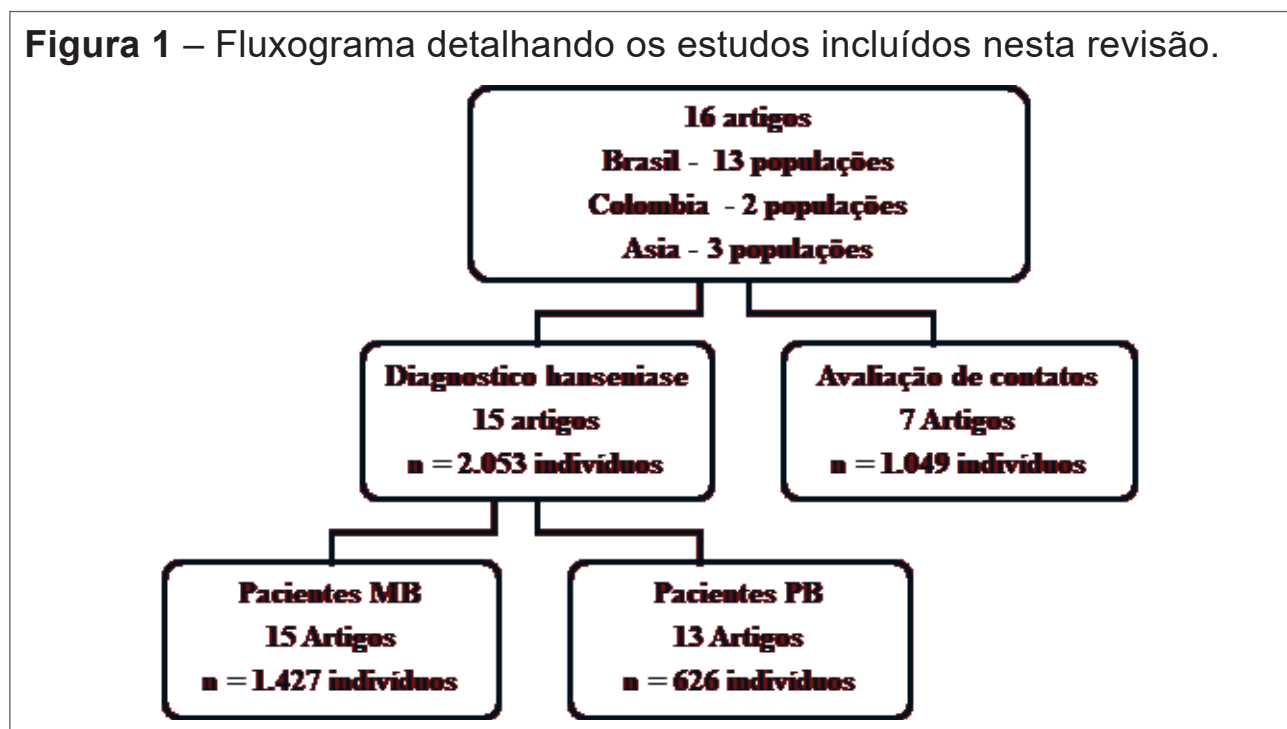 Figura 1 – Fluxograma detalhando os estudos incluídos nesta revisão.
16 artigos
Brasil - 13 populações
Colombia - 2 populações
Asia - 3 populações
Diagnostico hanseniase
15 artigos
n = 2.053 indivíduos
Avaliação de contatos
7 Artigos
n = 1.049 indivíduos
Pacientes MB
15 Artigos
n = 1.427 indivíduos
Pacientes PB
13 Artigos
n = 626 indivíduos